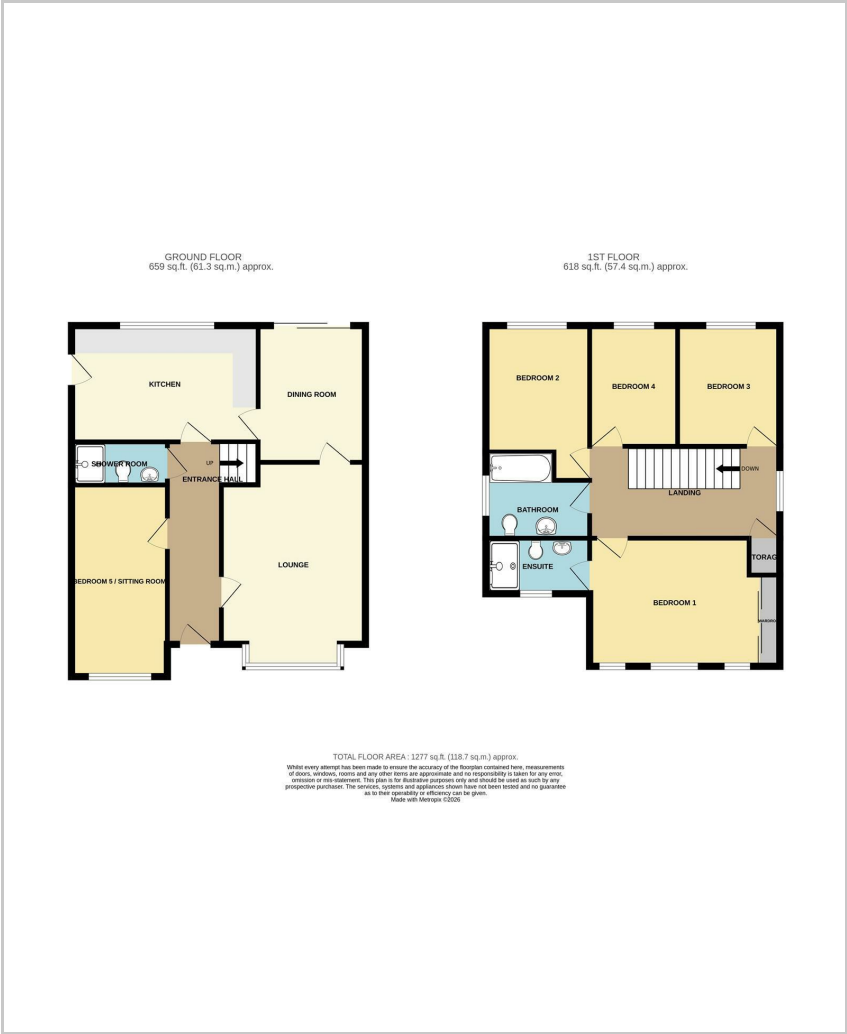 GROUND FLOOR
659 sq.ft. (61.3 sq.m.) approx.
KITCHEN
DINING ROOM
SHOWER ROOM
UP
ENTRANCE HALL
LOUNGE
BEDROOM 5 / SITTING ROOM
1ST FLOOR
618 sq.ft. (57.4 sq.m.) approx.
BEDROOM 2
BEDROOM 4
BEDROOM 3
DOWN
LANDING
BATHROOM
TORAG
ENSUITE
BEDROOM 1
TOTAL FLOOR AREA : 1277 sq.ft. (118.7 sq.m.) approx.
Whilst every attempt has been made to ensure the accuracy of the floorplan contained here, measurements
of doors, windows, rooms and any other items are approximate and no responsibility is taken for any error,
omission or mis-statement. This plan is for illustrative purposes only and should be used as such by any
prospective purchaser. The services, systems and appliances shown have not been tested and no guarantee
as to their operability or efficiency can be given.
Made with Metropix ©2026